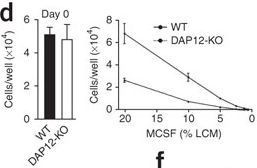 d
Day 0
Cells/well (×10⁴)
6
4
2
0
WT
DAP12-KO
Cells/well (×10⁴)
8
6
4
2
0
WT
DAP12-KO
20
15
10
5
0
MCSF (% LCM)
f